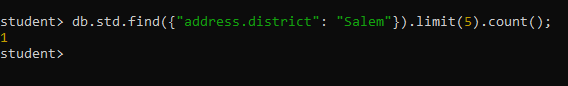 student> db.std.find({"address.district": "Salem"}).limit(5).count();
1
student>